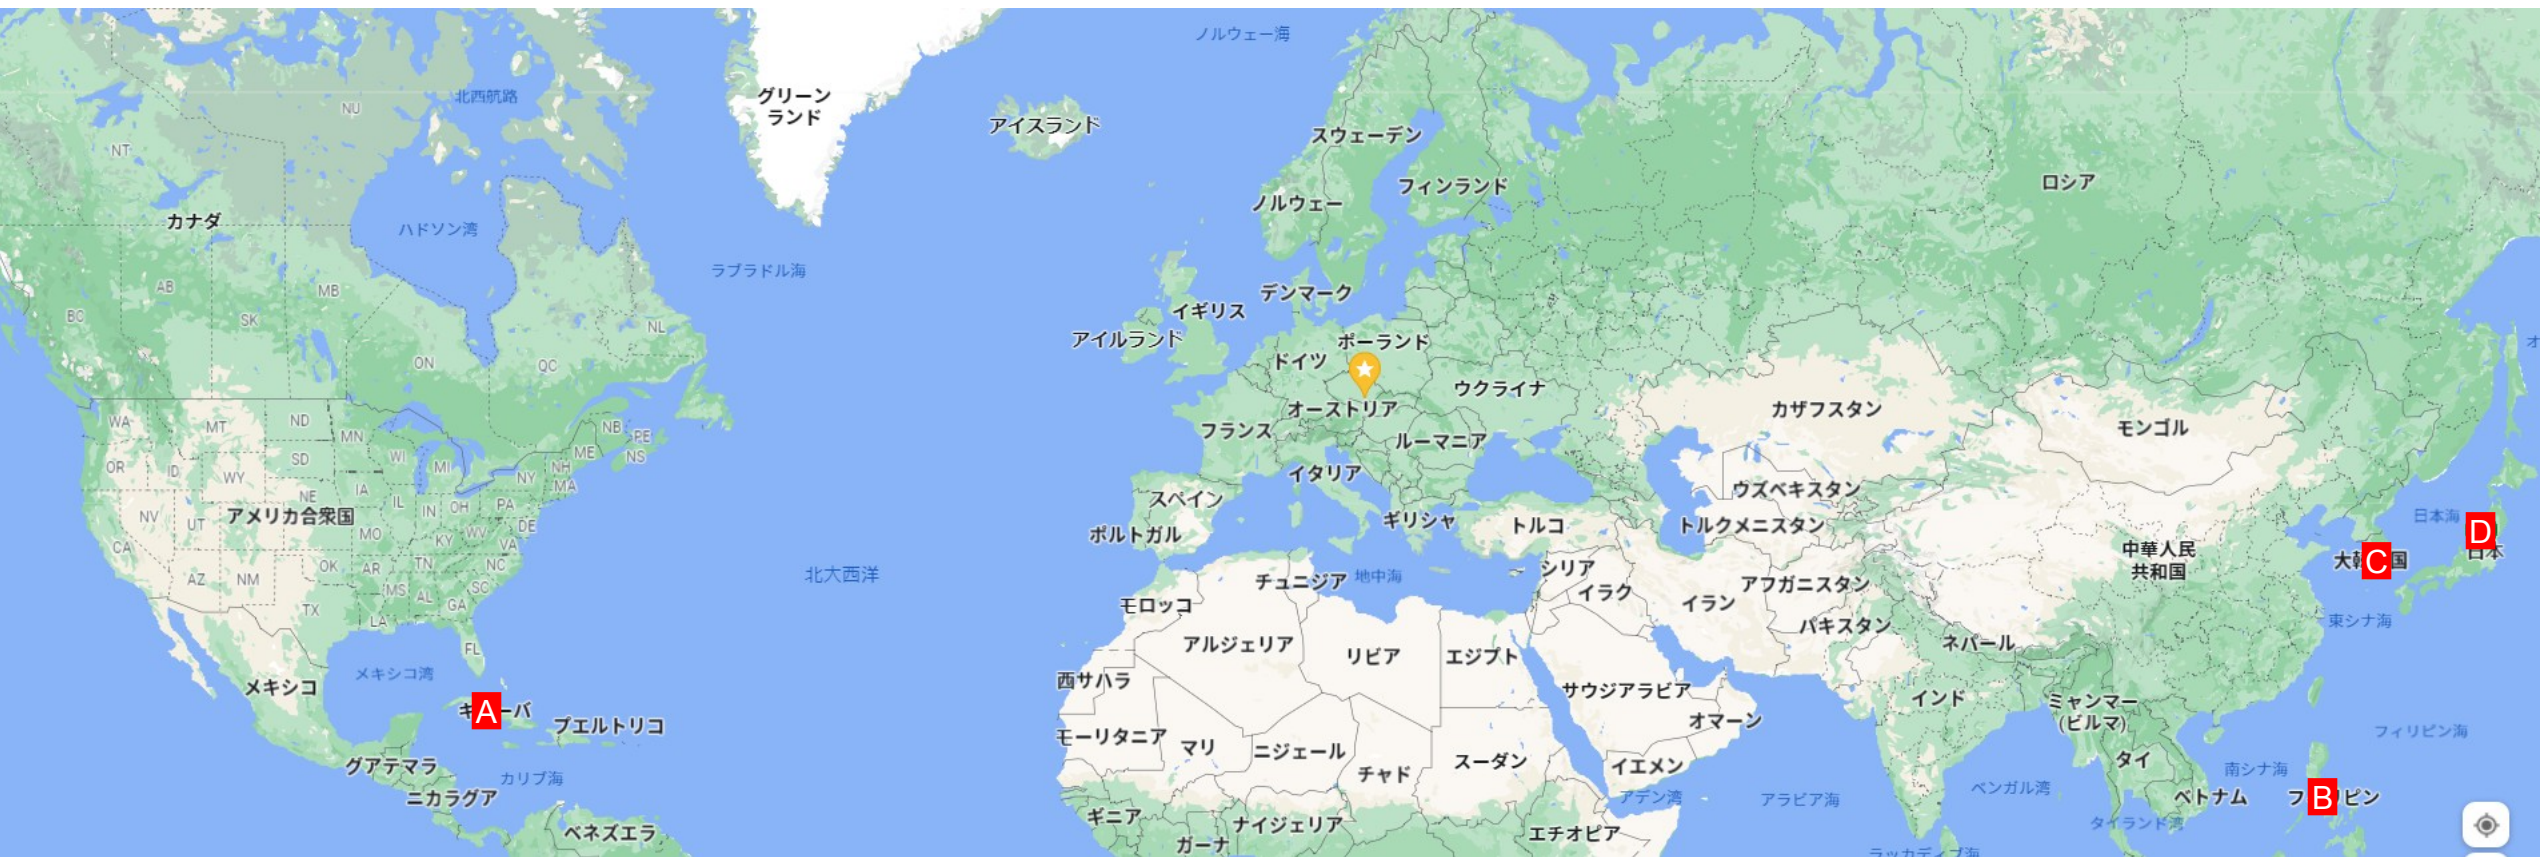 ノルウェー海
グリーン
ランド
北西航路
NU
アイスランド
スウェーデン
NT
フィンランド
ロシア
ノルウェー
カナダ
ハドソン湾
ラブラドル海
AB
MB
デンマーク
イギリス
BC
SK
NL
アイルランド
ポーランド
オ
ON
QC
ドイツ
ウクライナ
オーストリア
カザフスタン
WA
MT
ND
MN
NB
PE
フランス
ルーマニア
モンゴル
OR
ID
SD
WI
MI
ME
NS
WY
NH
イタリア
NY
MA
NE
IA
スペイン
ウズベキスタン
NV
UT
アメリカ合衆国
IL
IN
OH
PA
DE
ギリシャ
トルコ
トルクメニスタン
日本海
D
日本
CA
MO
KY
WV
VA
ポルトガル
中華人民
共和国
大 C 国
AZ
NM
OK
AR
TN
NC
北大西洋
チュニジア
地中海
シリア
イラク
アフガニスタン
MS
AL
GA
SC
TX
LA
モロッコ
イラン
パキスタン
東シナ海
FL
アルジェリア
リビア
エジプト
ネパール
メキシコ
メキシコ湾
西サハラ
サウジアラビア
インド
ミャンマー
(ビルマ)
キ A ーバ
プエルトリコ
オマーン
フィリピン海
モーリタニア
マリ
ニジェール
チャド
スーダン
イエメン
タイ
南シナ海
グアテマラ
カリブ海
ニカラグア
アデン湾
アラビア海
ベンガル湾
ベトナム
フ B ピン
ギニア
ナイジェリア
エチオピア
タイランド湾
ベネズエラ
ガーナ
ラッカディブ海